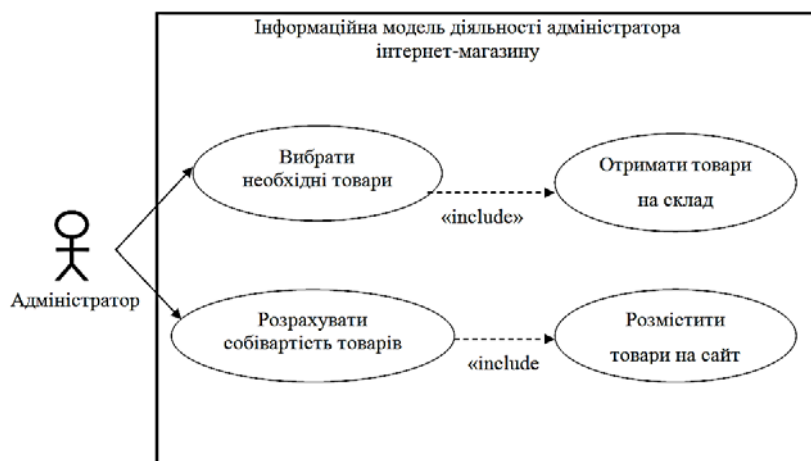 Інформаційна модель діяльності адміністратора
інтернет-магазину
Вибрати
необхідні товари
Отримати товари
на склад
«include»
Адміністратор
Розрахувати
собівартість товарів
Розмістити
товари на сайт
«include